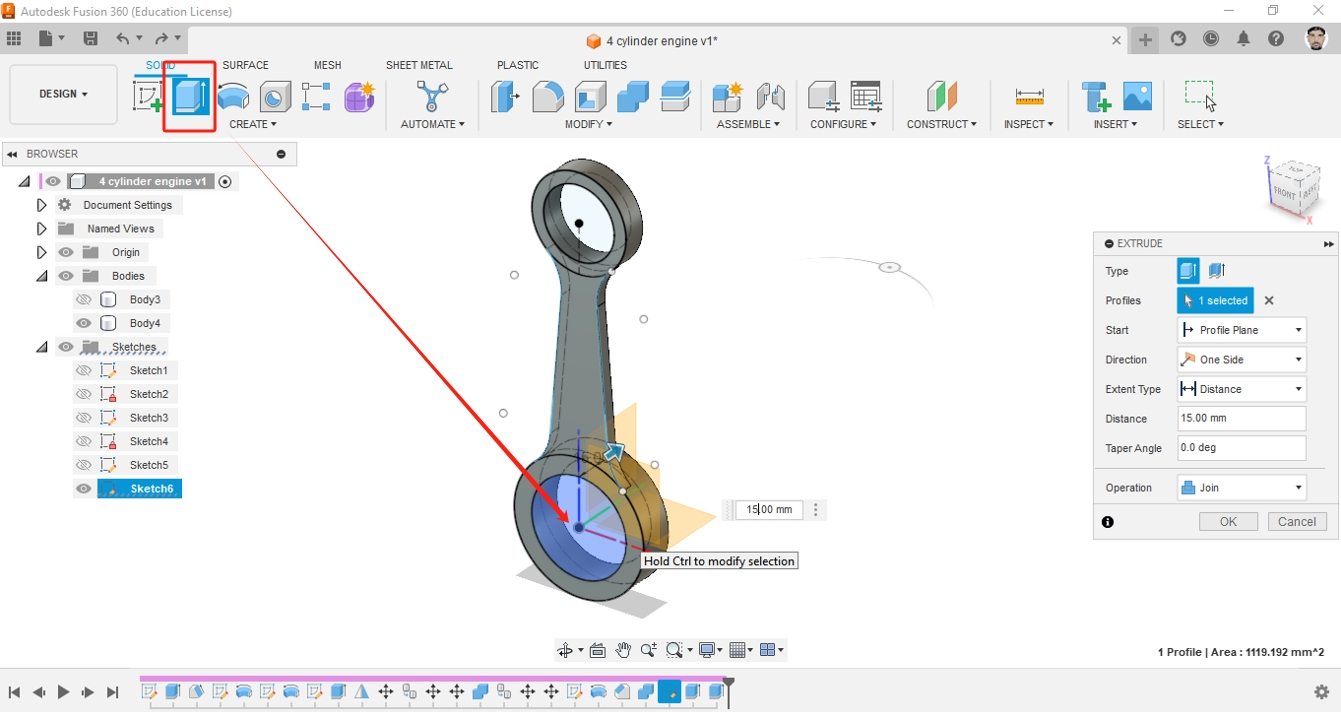 Autodesk Fusion 360 (Education License)
4 cylinder engine v1*
SOLID SURFACE MESH SHEET METAL PLASTIC UTILITIES
DESIGN
CREATE AUTOMATE MODIFY ASSEMBLE CONFIGURE CONSTRUCT INSPECT INSERT SELECT
BROWSER
4 cylinder engine v1
Document Settings
Named Views
Origin
Bodies
Body3
Body4
Sketches
Sketch1
Sketch2
Sketch3
Sketch4
Sketch5
Sketch6
Z
FRONT
X
EXTRUDE
Type
Profiles 1 selected
Start Profile Plane
Direction One Side
Extent Type Distance
Distance 15.00 mm
Taper Angle 0.0 deg
Operation Join
OK Cancel
15.00 mm
Hold Ctrl to modify selection
1 Profile | Area : 1119.192 mm^2